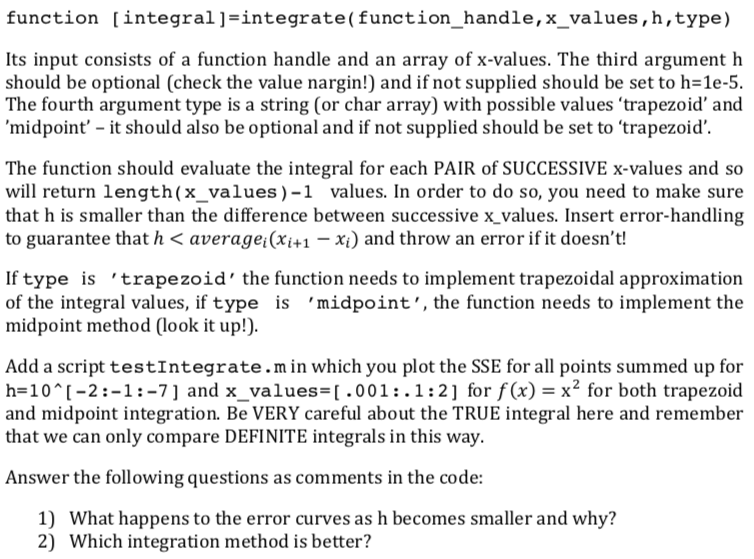 function [integral]=integrate(function_handle,x_values,h,type)
Its input consists of a function handle and an array of x-values. The third argument h
should be optional (check the value nargin!) and if not supplied should be set to h=1e-5.
The fourth argument type is a string (or char array) with possible values ‘trapezoid’ and
'midpoint' – it should also be optional and if not supplied should be set to ‘trapezoid’.
The function should evaluate the integral for each PAIR of SUCCESSIVE x-values and so
will return length(x_values)-1 values. In order to do so, you need to make sure
that h is smaller than the difference between successive x_values. Insert error-handling
to guarantee that h < averageᵢ(xᵢ₊₁ − xᵢ) and throw an error if it doesn’t!
If type is ’trapezoid’ the function needs to implement trapezoidal approximation
of the integral values, if type is ’midpoint’, the function needs to implement the
midpoint method (look it up!).
Add a script testIntegrate.m in which you plot the SSE for all points summed up for
h=10^[-2:-1:-7] and x_values=[.001:.1:2] for f(x) = x² for both trapezoid
and midpoint integration. Be VERY careful about the TRUE integral here and remember
that we can only compare DEFINITE integrals in this way.
Answer the following questions as comments in the code:
1) What happens to the error curves as h becomes smaller and why?
2) Which integration method is better?